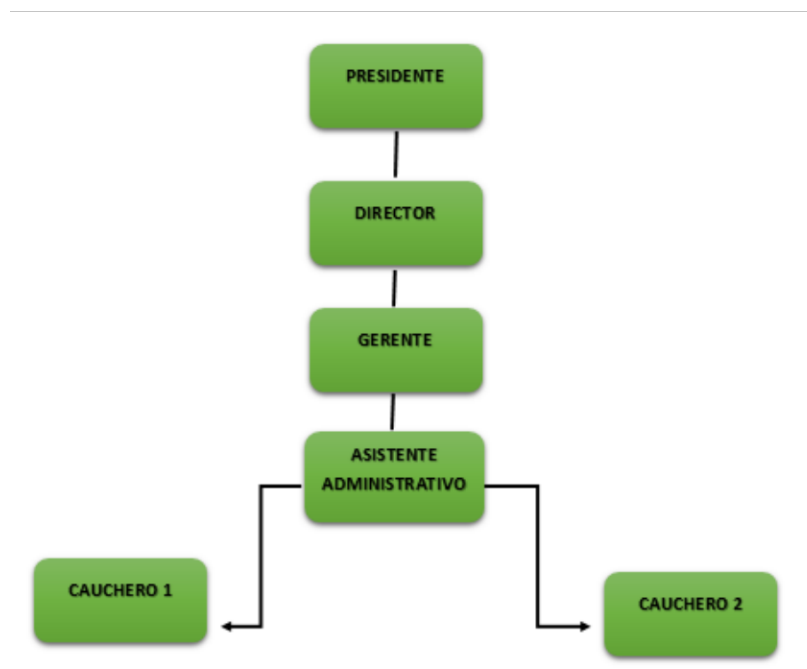 PRESIDENTE
DIRECTOR
GERENTE
ASISTENTE
ADMINISTRATIVO
CAUCHERO 1
CAUCHERO 2